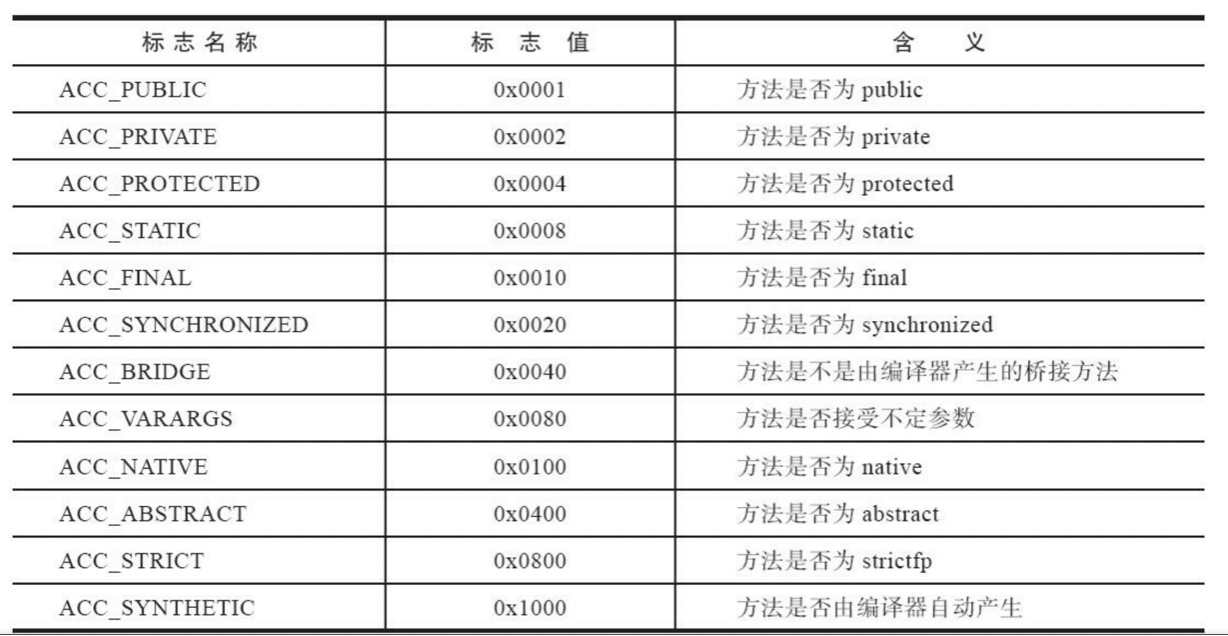 标志名称 标志值 含义
ACC_PUBLIC 0x0001 方法是否为 public
ACC_PRIVATE 0x0002 方法是否为 private
ACC_PROTECTED 0x0004 方法是否为 protected
ACC_STATIC 0x0008 方法是否为 static
ACC_FINAL 0x0010 方法是否为 final
ACC_SYNCHRONIZED 0x0020 方法是否为 synchronized
ACC_BRIDGE 0x0040 方法是不是由编译器产生的桥接方法
ACC_VARARGS 0x0080 方法是否接受不定参数
ACC_NATIVE 0x0100 方法是否为 native
ACC_ABSTRACT 0x0400 方法是否为 abstract
ACC_STRICT 0x0800 方法是否为 strictfp
ACC_SYNTHETIC 0x1000 方法是否由编译器自动产生